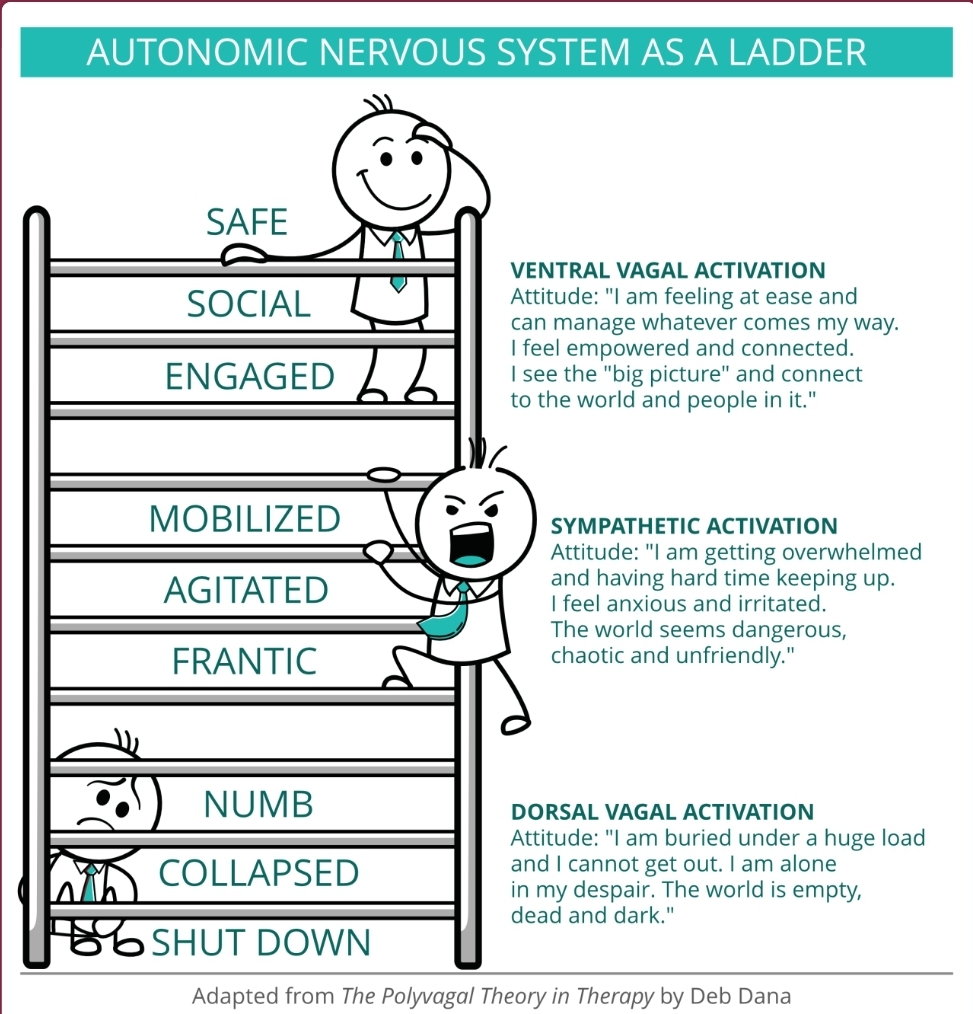 AUTONOMIC NERVOUS SYSTEM AS A LADDER
SAFE
SOCIAL
ENGAGED
VENTRAL VAGAL ACTIVATION
Attitude: "I am feeling at ease and
can manage whatever comes my way.
I feel empowered and connected.
I see the "big picture" and connect
to the world and people in it."
MOBILIZED
AGITATED
FRANTIC
SYMPATHETIC ACTIVATION
Attitude: "I am getting overwhelmed
and having hard time keeping up.
I feel anxious and irritated.
The world seems dangerous,
chaotic and unfriendly."
NUMB
COLLAPSED
SHUT DOWN
DORSAL VAGAL ACTIVATION
Attitude: "I am buried under a huge load
and I cannot get out. I am alone
in my despair. The world is empty,
dead and dark."
Adapted from The Polyvagal Theory in Therapy by Deb Dana